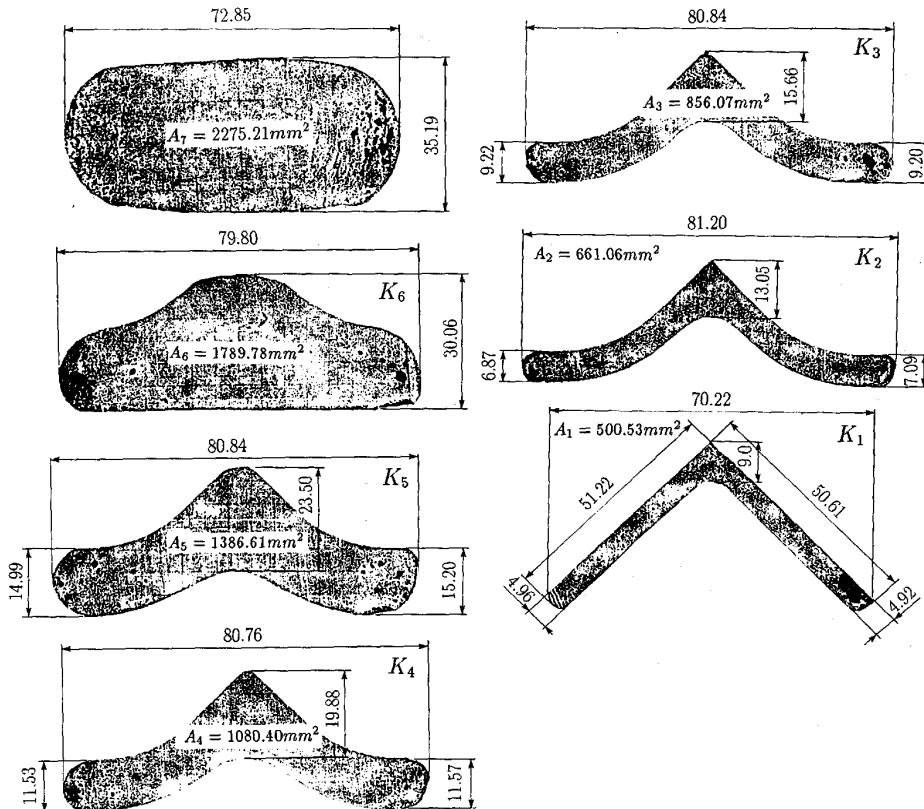 72.85
A₇ = 2275.21mm²
35.19
79.80
K₆
A₆ = 1789.78mm²
30.06
80.84
K₅
23.50
A₅ = 1386.61mm²
14.99
15.20
80.76
K₄
19.88
A₄ = 1080.40mm²
11.53
11.57
80.84
K₃
15.66
A₃ = 856.07mm²
9.22
9.20
81.20
A₂ = 661.06mm²
K₂
13.05
6.87
7.09
70.22
A₁ = 500.53mm²
K₁
9.0
51.22
50.61
4.96
4.92